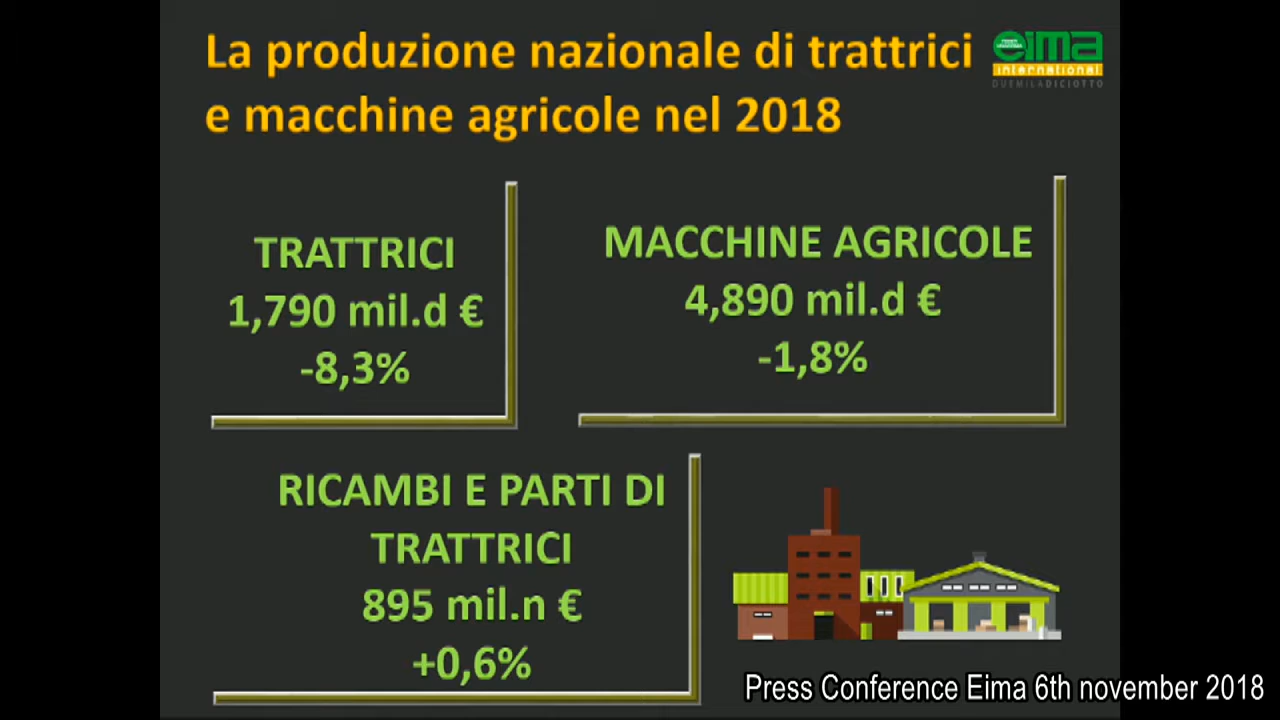 La produzione nazionale di trattrici
e macchine agricole nel 2018
eima
international
DUEMILADICIOTTO
TRATTRICI
1,790 mil.d €
-8,3%
MACCHINE AGRICOLE
4,890 mil.d €
-1,8%
RICAMBI E PARTI DI
TRATTRICI
895 mil.n €
+0,6%
Press Conference Eima 6th november 2018